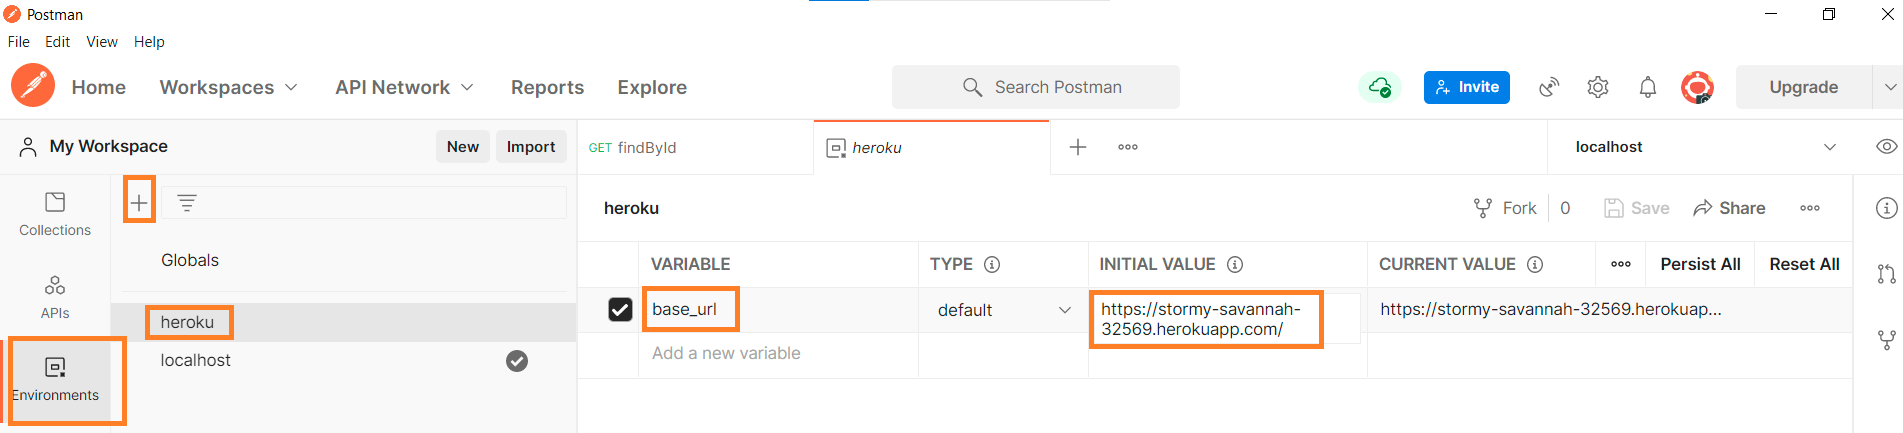 Postman
File Edit View Help
Home Workspaces API Network Reports Explore Search Postman Invite Upgrade
My Workspace New Import GET findById heroku localhost
Collections
APIs
Environments
Globals
heroku
localhost
heroku Fork 0 Save Share
VARIABLE TYPE INITIAL VALUE CURRENT VALUE Persist All Reset All
base_url default https://stormy-savannah-
32569.herokuapp.com/ https://stormy-savannah-32569.herokuap...
Add a new variable